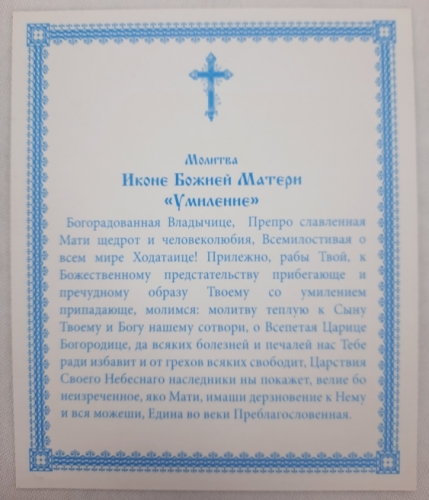 Молитва
Иконе Божией Матери
«Умиление»
Богорадованная Владычице, Препро славленная
Мати щедрот и человеколюбия, Всемилостивая о
всем мире Ходатаице! Прилежно, рабы Твой, к
Божественному предстательству прибегающе и
пречудному образу Твоему со умилением
припадающе, молимся: молитву теплую к Сыну
Твоему и Богу нашему сотвори, о Всепетая Царице
Богородице, да всяких болезней и печалей нас Тебе
ради избавит и от грехов всяких свободит, Царствия
Своего Небеснаго наследники ны покажет, велие бо
неизреченное, яко Мати, имаши дерзновение к Нему
и вся можеши, Едина во веки Преблагословенная.